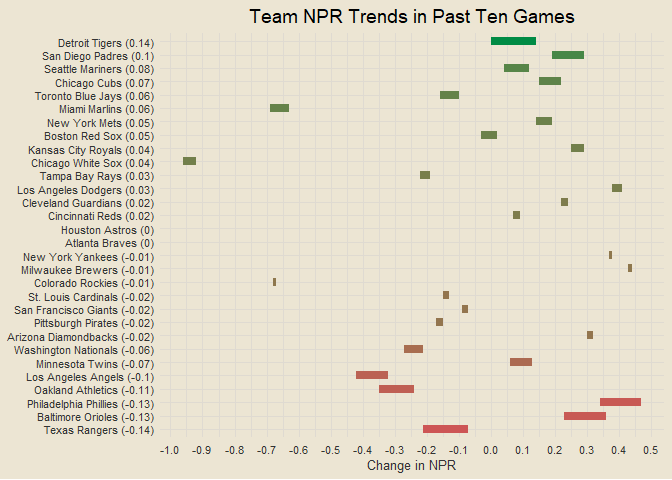 Team NPR Trends in Past Ten Games
Detroit Tigers (0.14)
San Diego Padres (0.1)
Seattle Mariners (0.08)
Chicago Cubs (0.07)
Toronto Blue Jays (0.06)
Miami Marlins (0.06)
New York Mets (0.05)
Boston Red Sox (0.05)
Kansas City Royals (0.04)
Chicago White Sox (0.04)
Tampa Bay Rays (0.03)
Los Angeles Dodgers (0.03)
Cleveland Guardians (0.02)
Cincinnati Reds (0.02)
Houston Astros (0)
Atlanta Braves (0)
New York Yankees (-0.01)
Milwaukee Brewers (-0.01)
Colorado Rockies (-0.01)
St. Louis Cardinals (-0.02)
San Francisco Giants (-0.02)
Pittsburgh Pirates (-0.02)
Arizona Diamondbacks (-0.02)
Washington Nationals (-0.06)
Minnesota Twins (-0.07)
Los Angeles Angels (-0.1)
Oakland Athletics (-0.11)
Philadelphia Phillies (-0.13)
Baltimore Orioles (-0.13)
Texas Rangers (-0.14)
-1.0 -0.9 -0.8 -0.7 -0.6 -0.5 -0.4 -0.3 -0.2 -0.1 0.0 0.1 0.2 0.3 0.4 0.5
Change in NPR